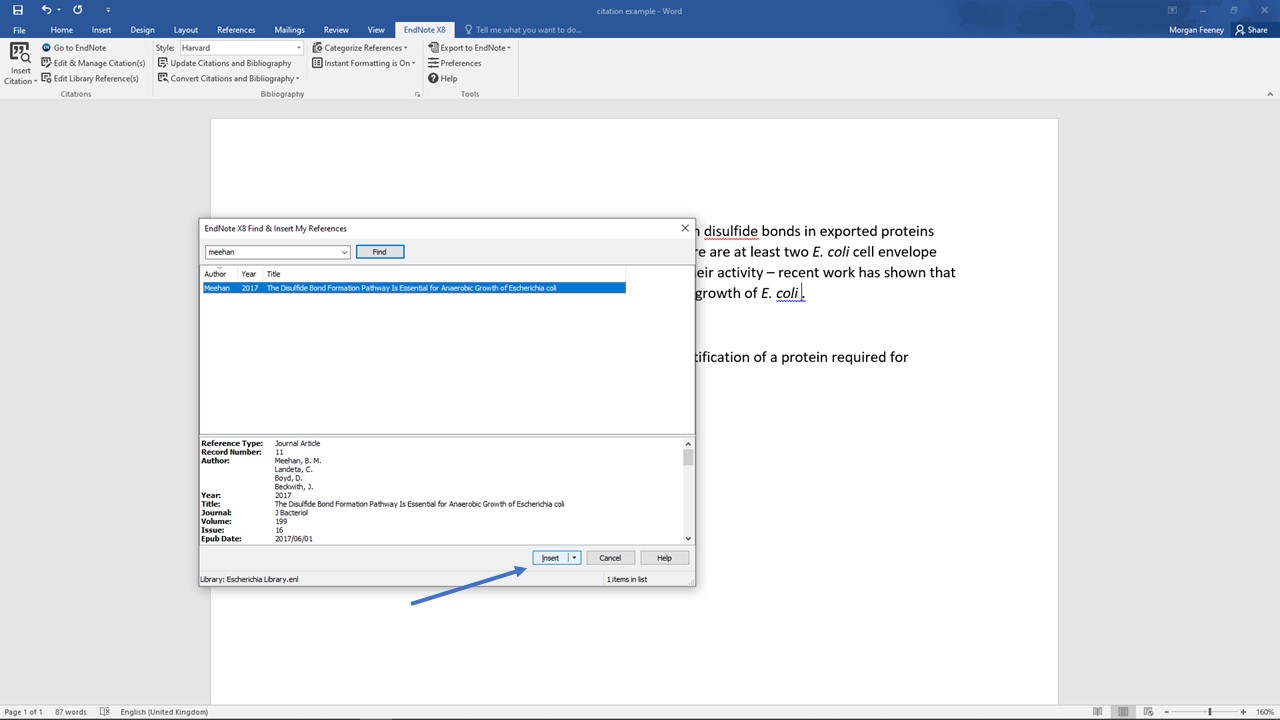 citation example - Word
File Home Insert Design Layout References Mailings Review View EndNote X8 Tell me what you want to do... Morgan Feeney Share
Insert Citation
Go to EndNote
Edit & Manage Citation(s)
Edit Library Reference(s)
Citations
Style: Harvard
Update Citations and Bibliography
Convert Citations and Bibliography
Categorize References
Instant Formatting is On
Bibliography
Export to EndNote
Preferences
Help
Tools
disulfide bonds in exported proteins
re are at least two E. coli cell envelope
eir activity – recent work has shown that
growth of E. coli .
tification of a protein required for
EndNote X8 Find & Insert My References
meehan Find
Author Year Title
Meehan 2017 The Disulfide Bond Formation Pathway Is Essential for Anaerobic Growth of Escherichia coli
Reference Type: Journal Article
Record Number: 11
Author: Meehan, B. M.
Landeta, C.
Boyd, D.
Beckwith, J.
Year: 2017
Title: The Disulfide Bond Formation Pathway Is Essential for Anaerobic Growth of Escherichia coli
Journal: J Bacteriol
Volume: 199
Issue: 16
Epub Date: 2017/06/01
Insert Cancel Help
Library: Escherichia Library.enl 1 items in list
Page 1 of 1 87 words English (United Kingdom) 160%